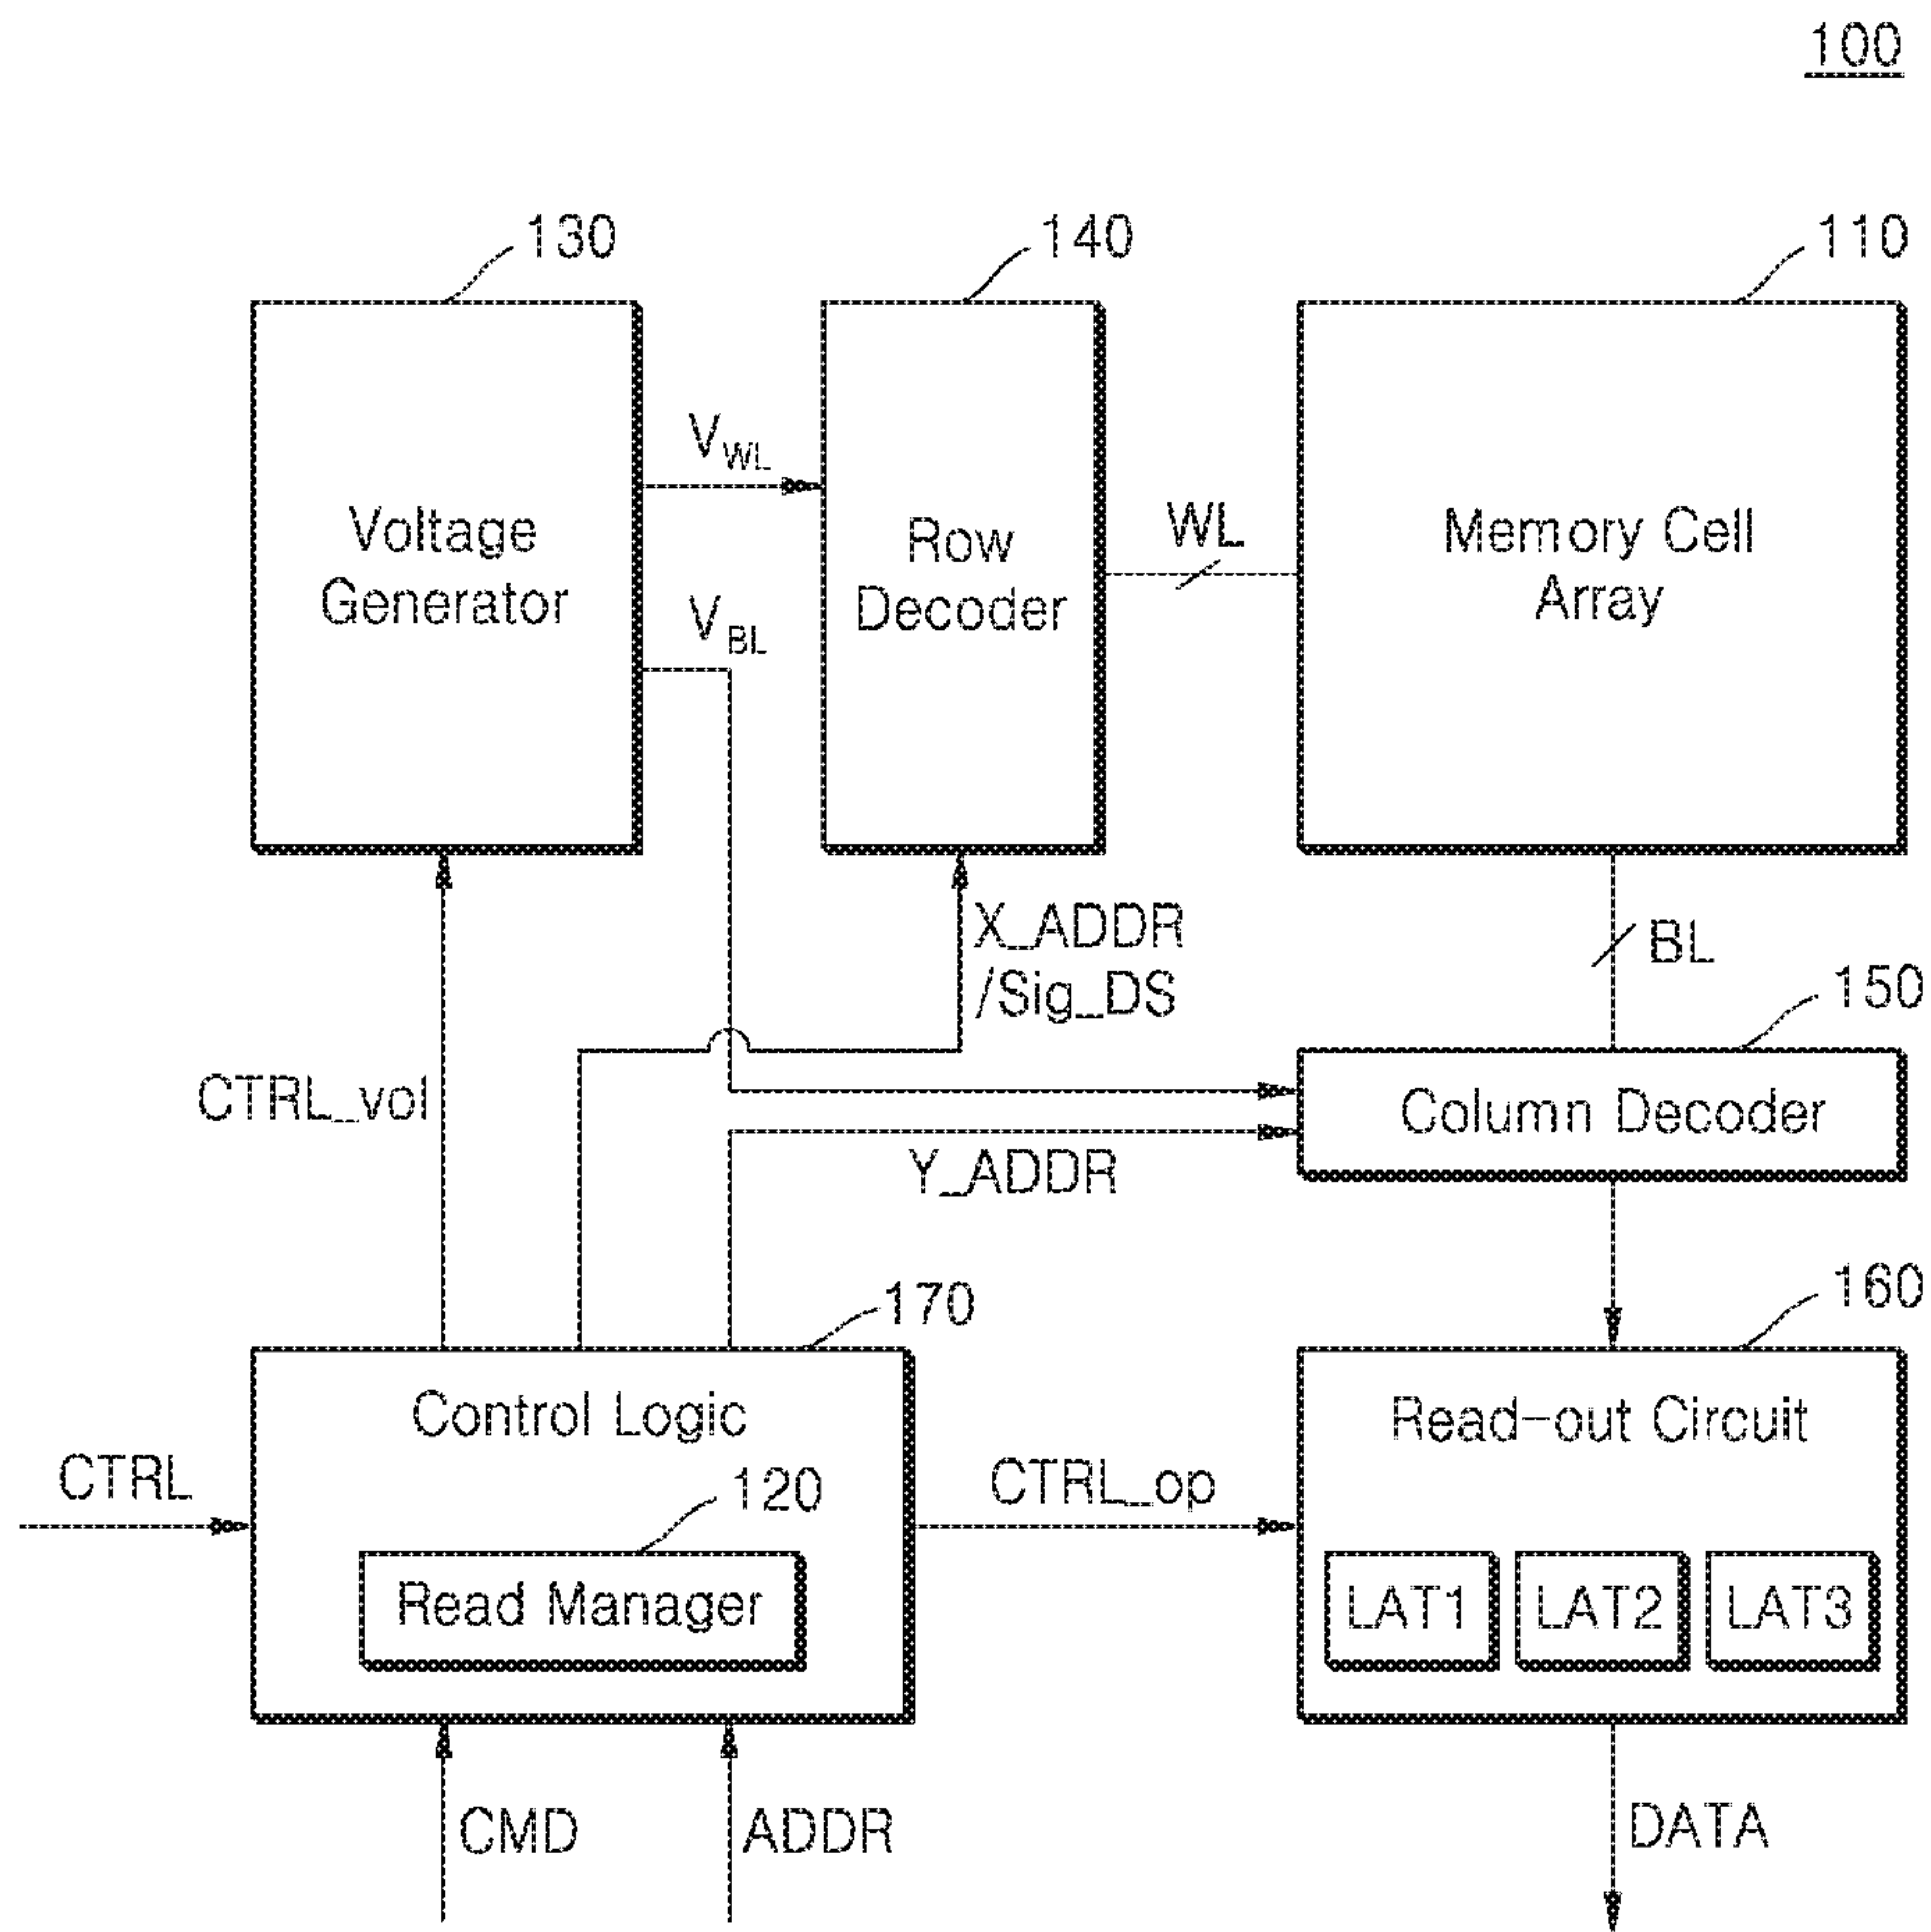 100
130
140
110
Voltage
Generator
V_WL
V_BL
Row
Decoder
WL
Memory Cell
Array
X_ADDR
/Sig_DS
BL
150
CTRL_vol
Column Decoder
Y_ADDR
170
160
Control Logic
Read-out Circuit
CTRL
120
CTRL_op
Read Manager
LAT1
LAT2
LAT3
CMD
ADDR
DATA